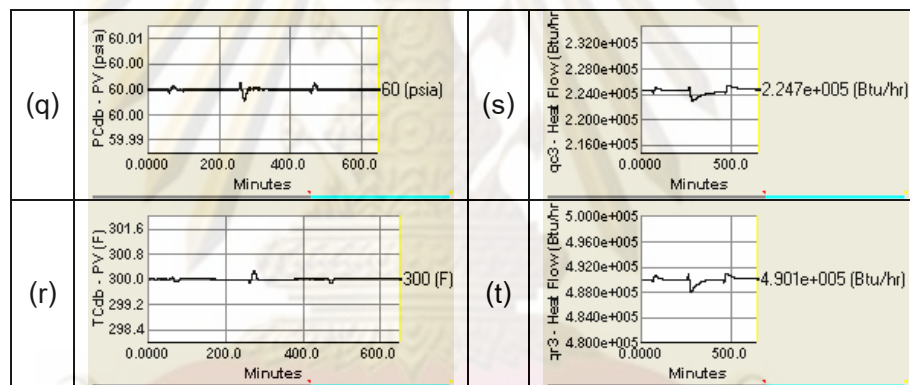 (q)
PCdb - PV (psia)
60.01
60.00
60.00
60.00
59.99
60 (psia)
0.0000 200.0 400.0 600.0
Minutes
(s)
qc3 - Heat Flow (Btu/hr
2.320e+005
2.280e+005
2.240e+005
2.200e+005
2.160e+005
2.247e+005 (Btu/hr)
0.0000 500.0
Minutes
(r)
TCdb - PV (F)
301.6
300.8
300.0
299.2
298.4
300 (F)
0.0000 200.0 400.0 600.0
Minutes
(t)
qr3 - Heat Flow (Btu/hr
5.000e+005
4.960e+005
4.920e+005
4.880e+005
4.840e+005
4.800e+005
4.901e+005 (Btu/hr)
0.0000 500.0
Minutes